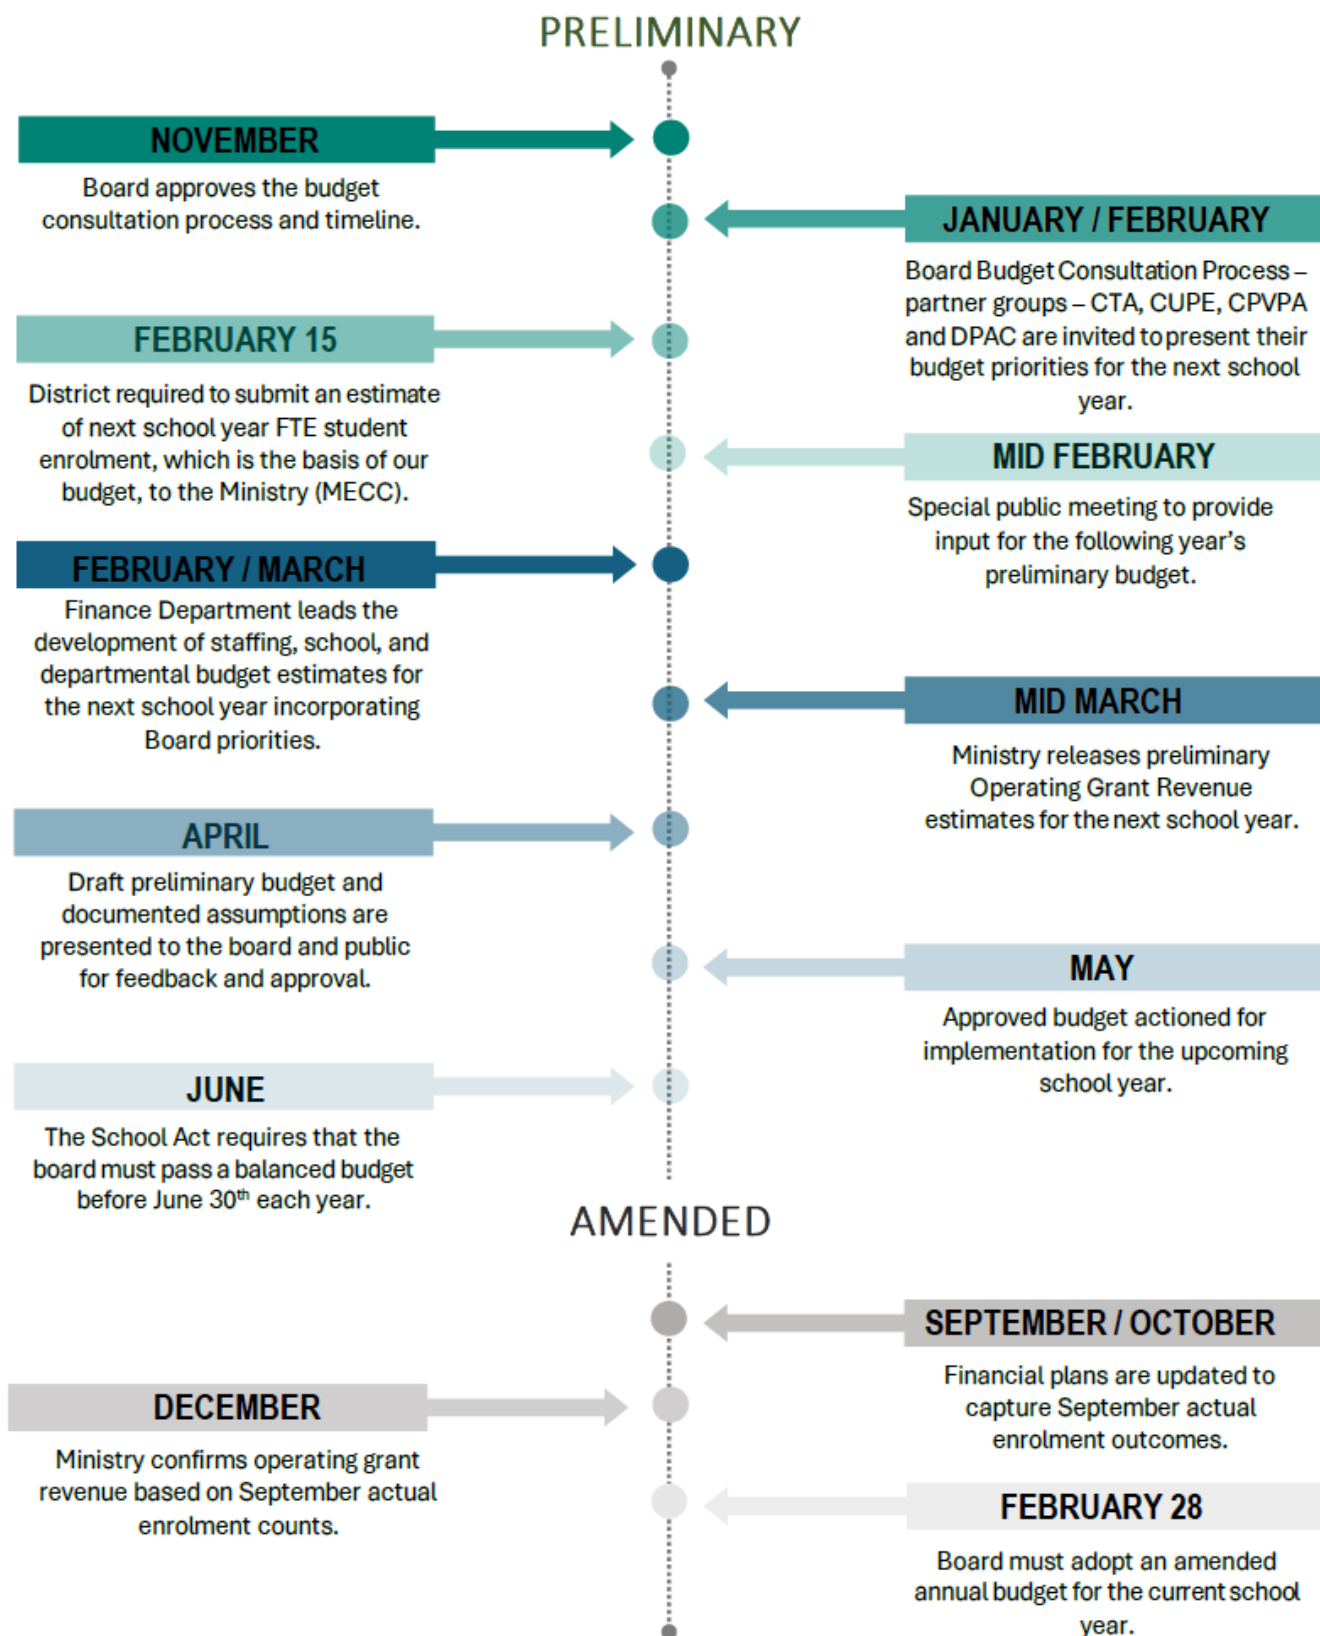 PRELIMINARY
NOVEMBER
Board approves the budget
consultation process and timeline.
JANUARY / FEBRUARY
Board Budget Consultation Process –
partner groups – CTA, CUPE, CPVPA
and DPAC are invited to present their
budget priorities for the next school
year.
FEBRUARY 15
District required to submit an estimate
of next school year FTE student
enrolment, which is the basis of our
budget, to the Ministry (MECC).
MID FEBRUARY
Special public meeting to provide
input for the following year’s
preliminary budget.
FEBRUARY / MARCH
Finance Department leads the
development of staffing, school, and
departmental budget estimates for
the next school year incorporating
Board priorities.
MID MARCH
Ministry releases preliminary
Operating Grant Revenue
estimates for the next school year.
APRIL
Draft preliminary budget and
documented assumptions are
presented to the board and public
for feedback and approval.
MAY
Approved budget actioned for
implementation for the upcoming
school year.
JUNE
The School Act requires that the
board must pass a balanced budget
before June 30th each year.
AMENDED
SEPTEMBER / OCTOBER
Financial plans are updated to
capture September actual
enrolment outcomes.
DECEMBER
Ministry confirms operating grant
revenue based on September actual
enrolment counts.
FEBRUARY 28
Board must adopt an amended
annual budget for the current school
year.